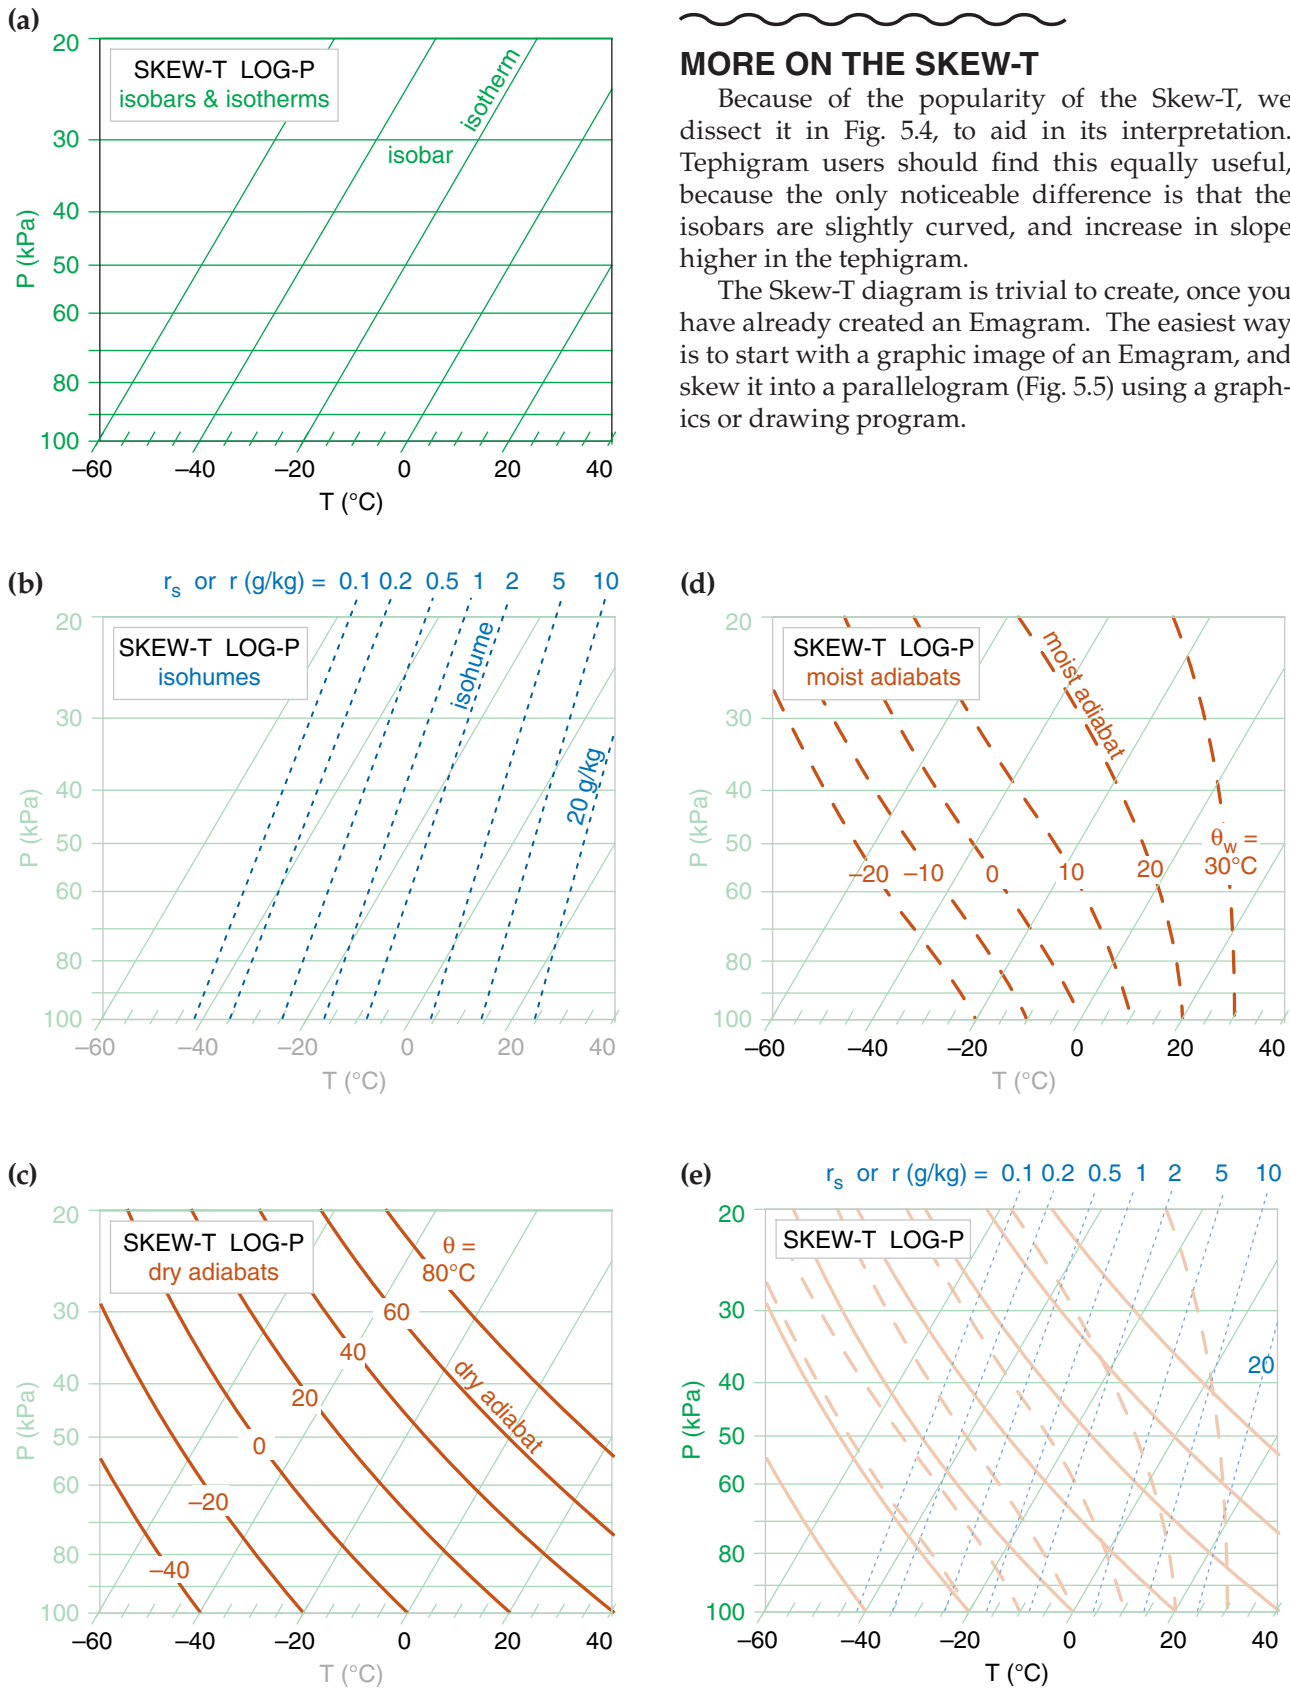 (a)
20
30
40
50
60
80
100
P (kPa)
SKEW-T LOG-P
isobars & isotherms
isotherm
isobar
–60 –40 –20 0 20 40
T (°C)
MORE ON THE SKEW-T
Because of the popularity of the Skew-T, we
dissect it in Fig. 5.4, to aid in its interpretation.
Tephigram users should find this equally useful,
because the only noticeable difference is that the
isobars are slightly curved, and increase in slope
higher in the tephigram.
The Skew-T diagram is trivial to create, once you
have already created an Emagram. The easiest way
is to start with a graphic image of an Emagram, and
skew it into a parallelogram (Fig. 5.5) using a graph-
ics or drawing program.
(b)
rs or r (g/kg) = 0.1 0.2 0.5 1 2 5 10
20
30
40
50
60
80
100
P (kPa)
SKEW-T LOG-P
isohumes
isohume
20 g/kg
–60 –40 –20 0 20 40
T (°C)
(d)
20
30
40
50
60
80
100
P (kPa)
SKEW-T LOG-P
moist adiabats
moist adiabat
θw =
–20 –10 0 10 20 30°C
–60 –40 –20 0 20 40
T (°C)
(c)
20
30
40
50
60
80
100
P (kPa)
SKEW-T LOG-P
dry adiabats
θ =
80°C
60
40
dry adiabat
20
0
–20
–40
–60 –40 –20 0 20 40
T (°C)
(e)
rs or r (g/kg) = 0.1 0.2 0.5 1 2 5 10
20
30
40
50
60
80
100
P (kPa)
SKEW-T LOG-P
20
–60 –40 –20 0 20 40
T (°C)